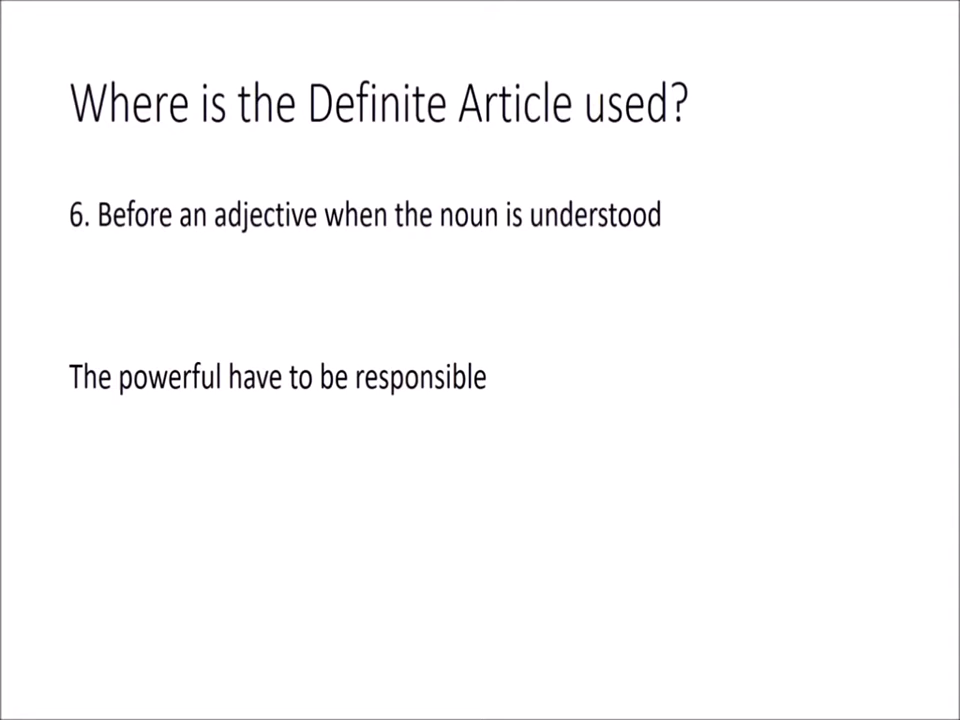 Where is the Definite Article used?
6. Before an adjective when the noun is understood
The powerful have to be responsible